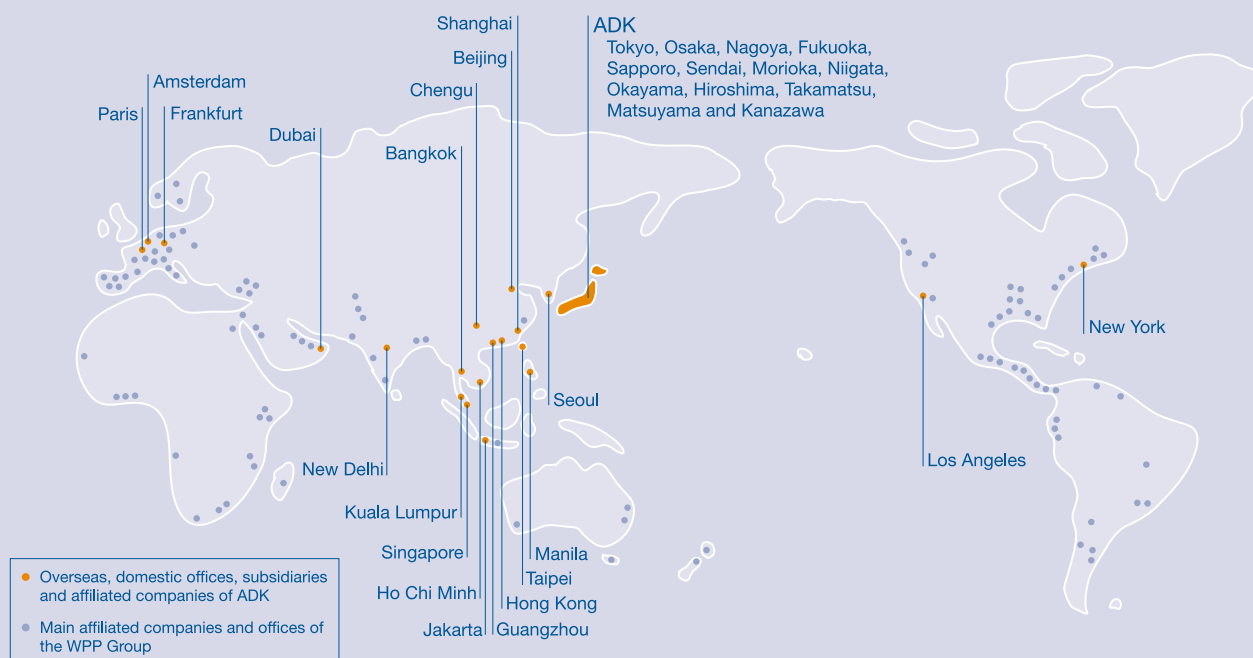 Shanghai
ADK
Tokyo, Osaka, Nagoya, Fukuoka,
Sapporo, Sendai, Morioka, Niigata,
Okayama, Hiroshima, Takamatsu,
Matsuyama and Kanazawa
Beijing
Amsterdam
Chengu
Paris
Frankfurt
Dubai
Bangkok
New York
Seoul
Los Angeles
New Delhi
Kuala Lumpur
Singapore
Manila
Taipei
Ho Chi Minh
Hong Kong
Jakarta
Guangzhou
Overseas, domestic offices, subsidiaries
and affiliated companies of ADK
Main affiliated companies and offices of
the WPP Group